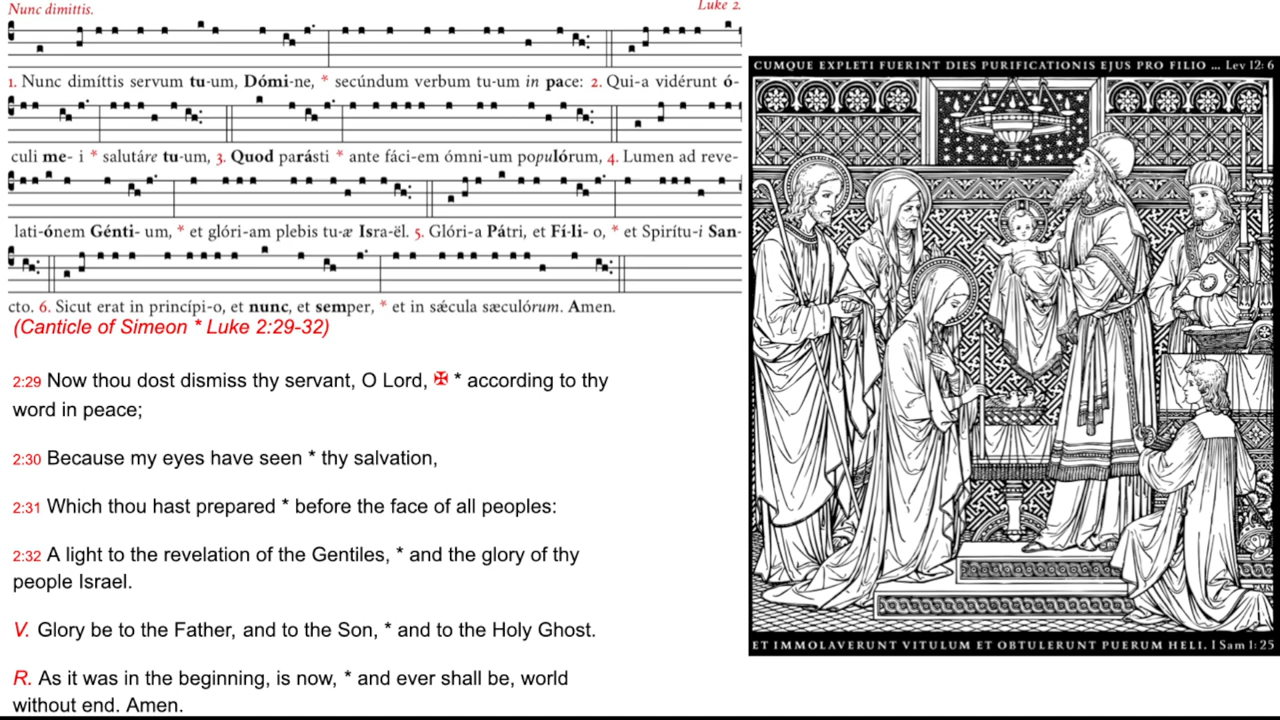 Nunc dimittis.
Luke 2.
1. Nunc dimíttis servum tu-um, Dómi-ne, * secúndum verbum tu-um in pace: 2. Qui-a vidérunt ó-
culi me- i * salutáre tu-um, 3. Quod parásti * ante fáci-em ómni-um populórum, 4. Lumen ad reve-
lati-ónem Génti- um, * et glóri-am plebis tu-æ Isra-ël. 5. Glóri-a Pátri, et Fí-li- o, * et Spirítu-i San-
cto. 6. Sicut erat in princípi-o, et nunc, et semper, * et in sǽcula sæculórum. Amen.
(Canticle of Simeon * Luke 2:29-32)
2:29 Now thou dost dismiss thy servant, O Lord, ✠ * according to thy
word in peace;
2:30 Because my eyes have seen * thy salvation,
2:31 Which thou hast prepared * before the face of all peoples:
2:32 A light to the revelation of the Gentiles, * and the glory of thy
people Israel.
V. Glory be to the Father, and to the Son, * and to the Holy Ghost.
R. As it was in the beginning, is now, * and ever shall be, world
without end. Amen.
CUMQUE EXPLETI FUERINT DIES PURIFICATIONIS EJUS PRO FILIO ... Lev 12: 6
ET IMMOLAVERUNT VITULUM ET OBTULERUNT PUERUM HELI. I Sam 1: 25